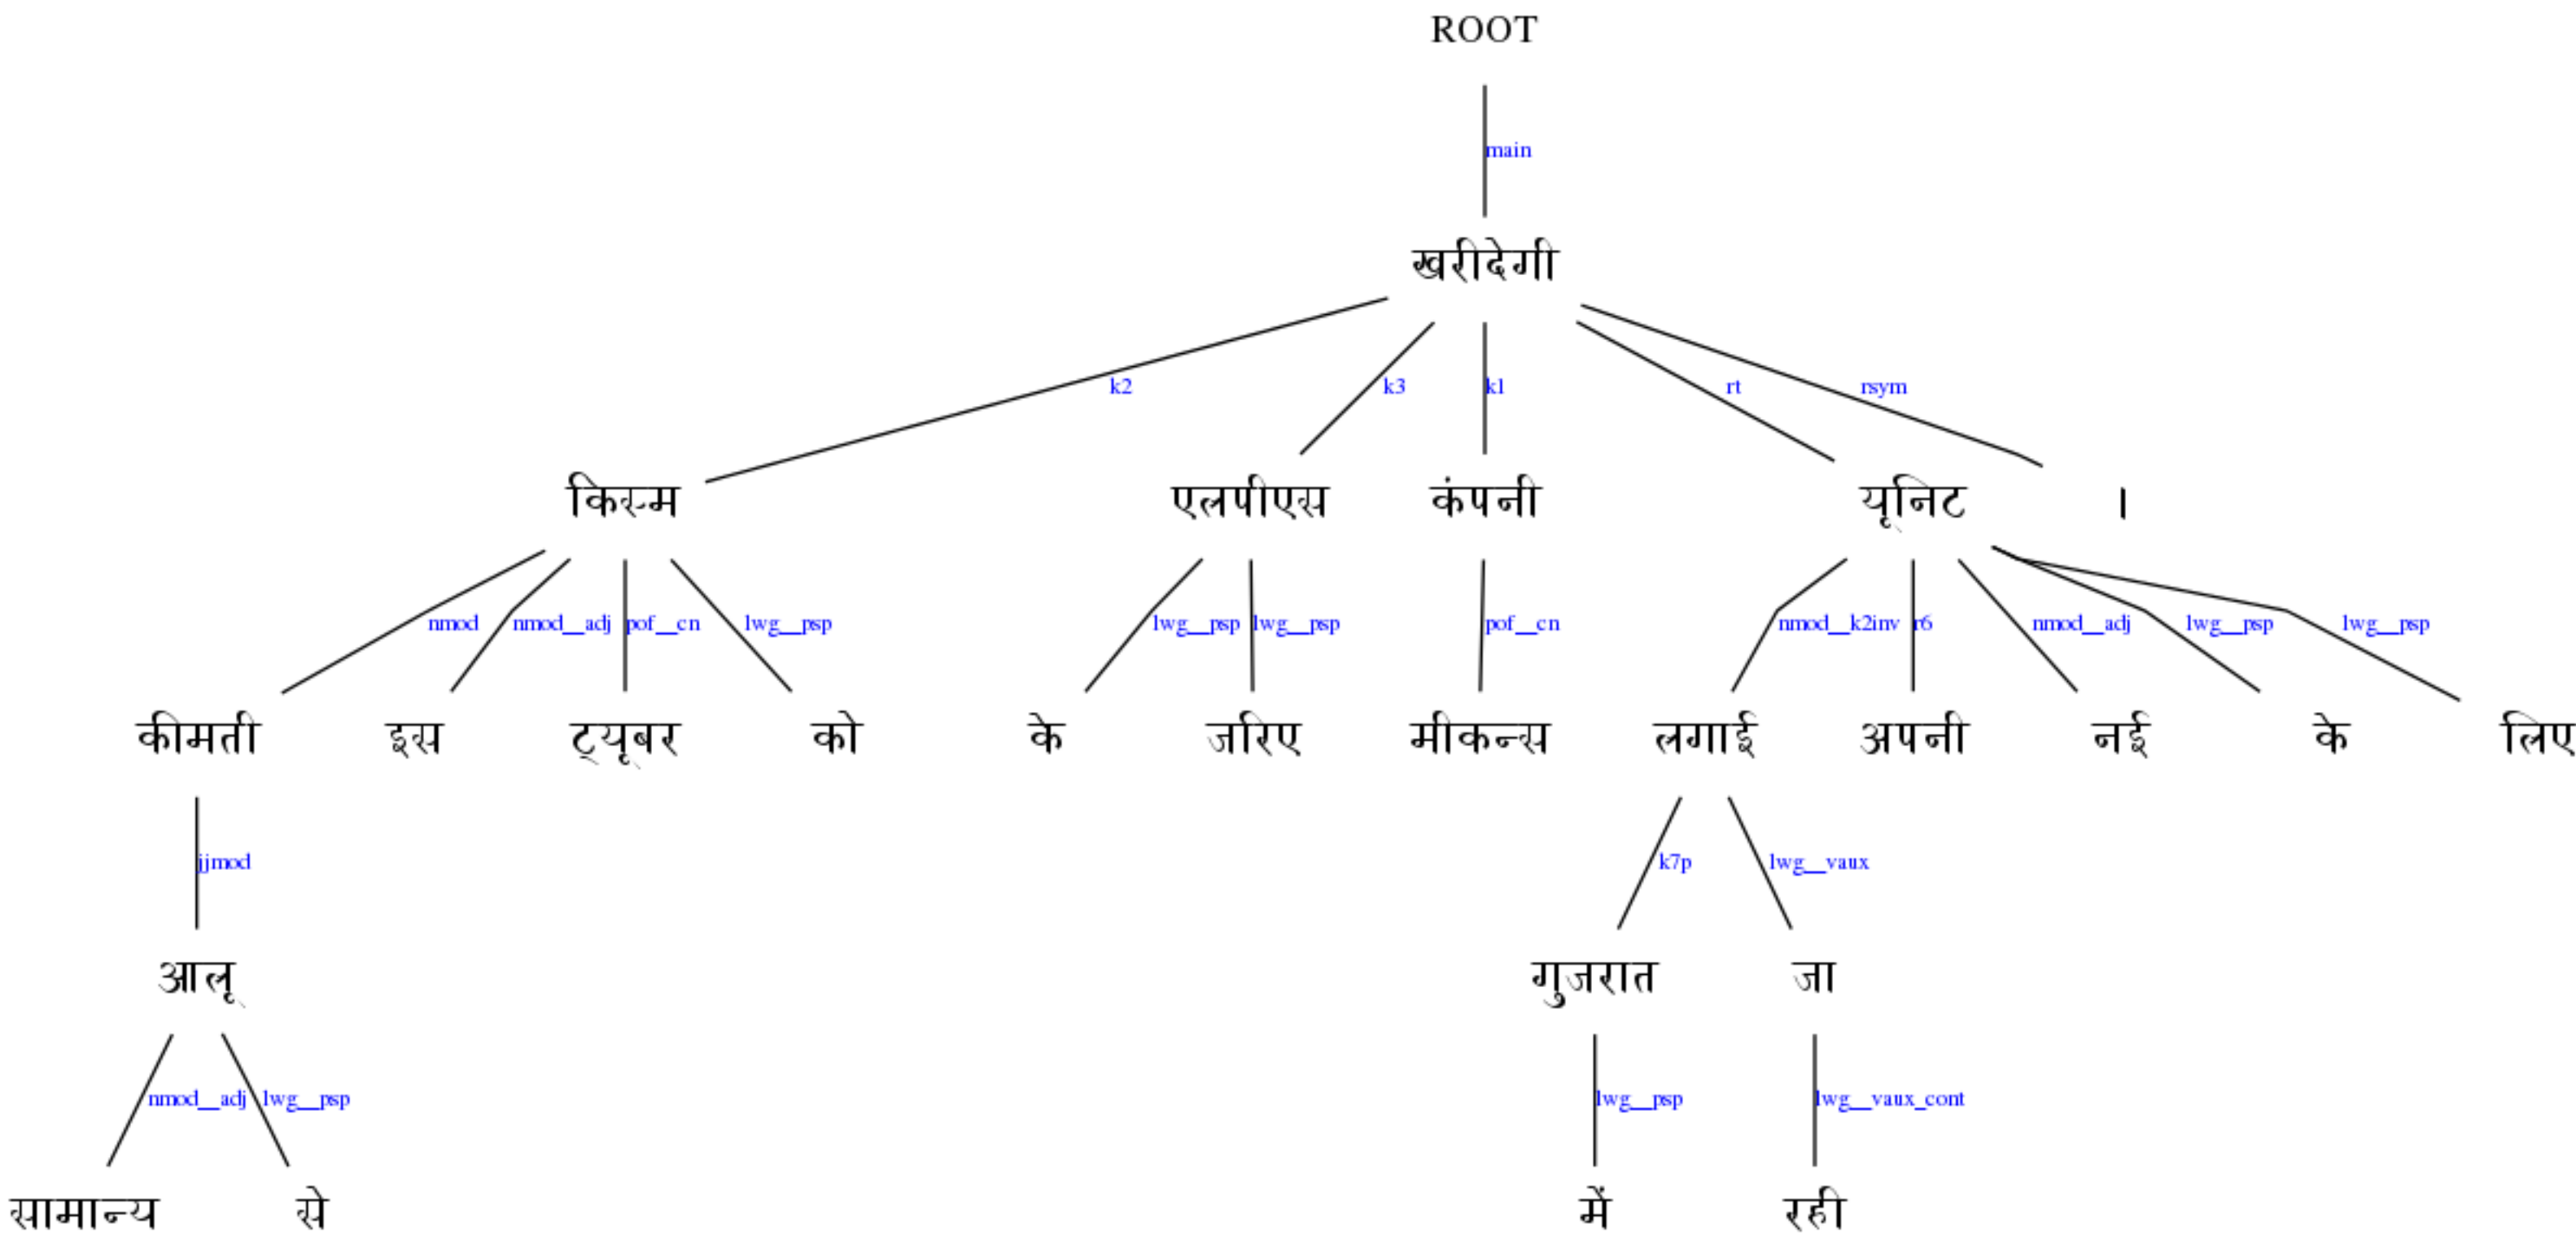 ROOT
main
खरीदेगी
k2 k3 k1 rt rsym
किस्म एलपीएस कंपनी यूनिट ।
nmod nmod__adj pof__cn lwg__psp lwg__psp lwg__psp pof__cn nmod__k2inv r6 nmod__adj lwg__psp lwg__psp
कीमती इस ट्यूबर को के जरिए मीकन्स लगाई अपनी नई के लिए
jjmod k7p lwg__vaux
आलू गुजरात जा
nmod__adj lwg__psp lwg__psp lwg__vaux_cont
सामान्य से में रही